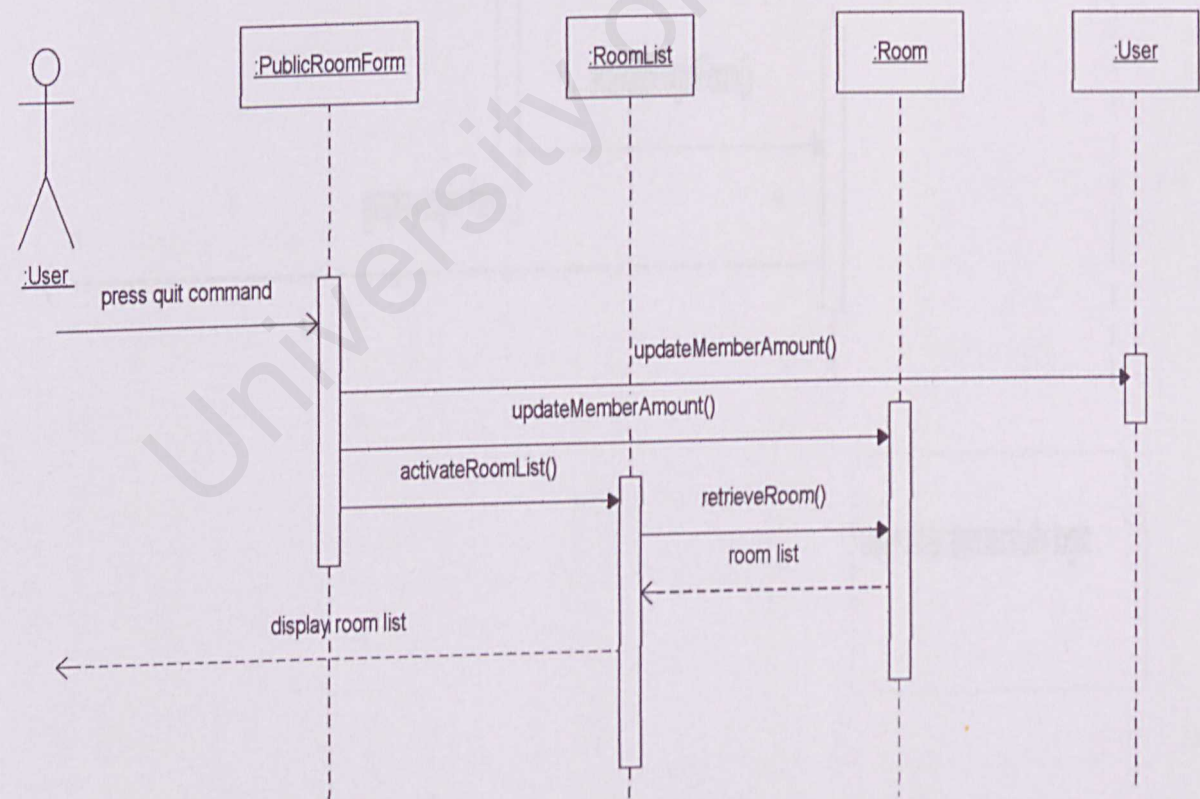 :PublicRoomForm
:RoomList
:Room
:User
:User
press quit command
updateMemberAmount()
updateMemberAmount()
activateRoomList()
retrieveRoom()
room list
display room list
University of